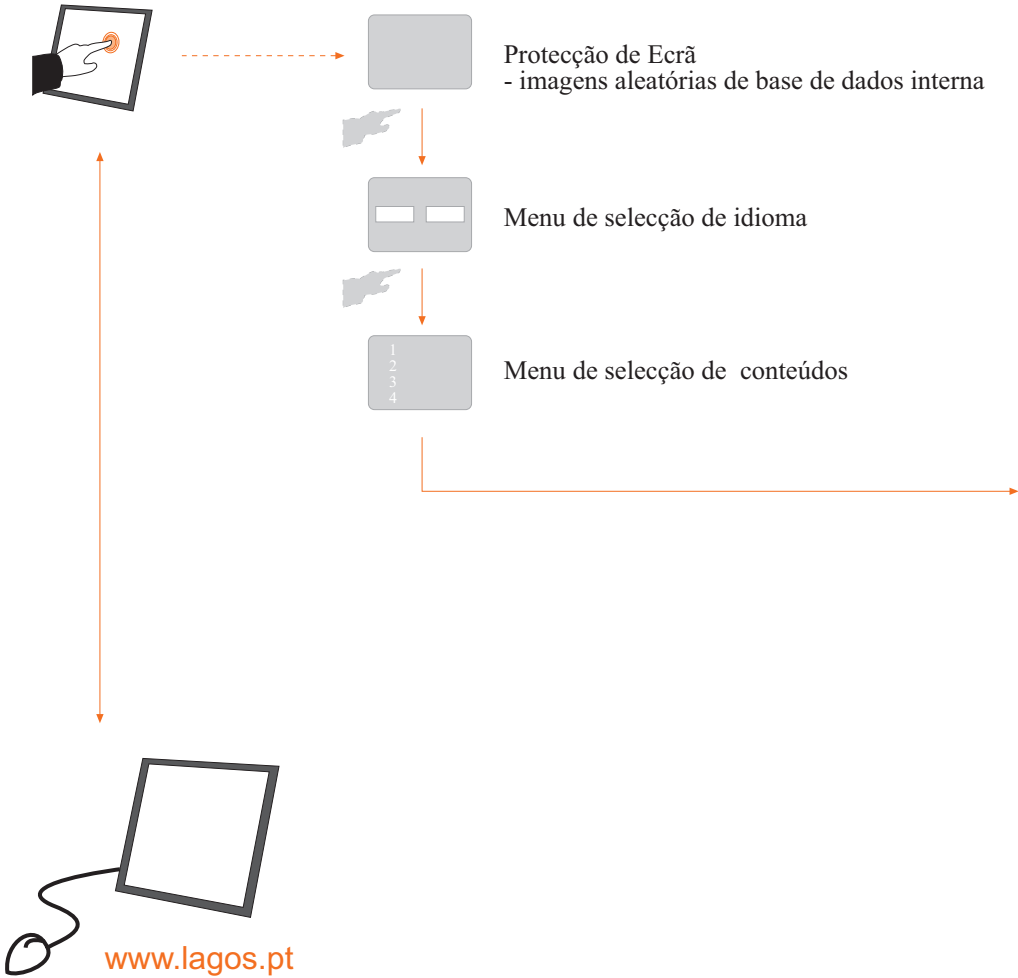 Protecção de Ecrã
- imagens aleatórias de base de dados interna
Menu de selecção de idioma
1
2
3
4
Menu de selecção de  conteúdos
www.lagos.pt